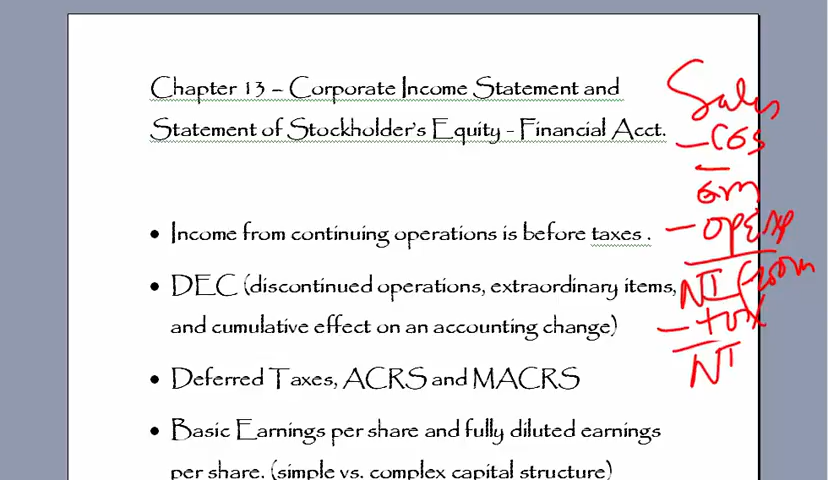 Chapter 13 – Corporate Income Statement and
Statement of Stockholder's Equity - Financial Acct.
• Income from continuing operations is before taxes .
• DEC (discontinued operations, extraordinary items,
and cumulative effect on an accounting change)
• Deferred Taxes, ACRS and MACRS
• Basic Earnings per share and fully diluted earnings
per share. (simple vs. complex capital structure)
Sales
- CGS
GM
- op exp
NI
- tax
NI